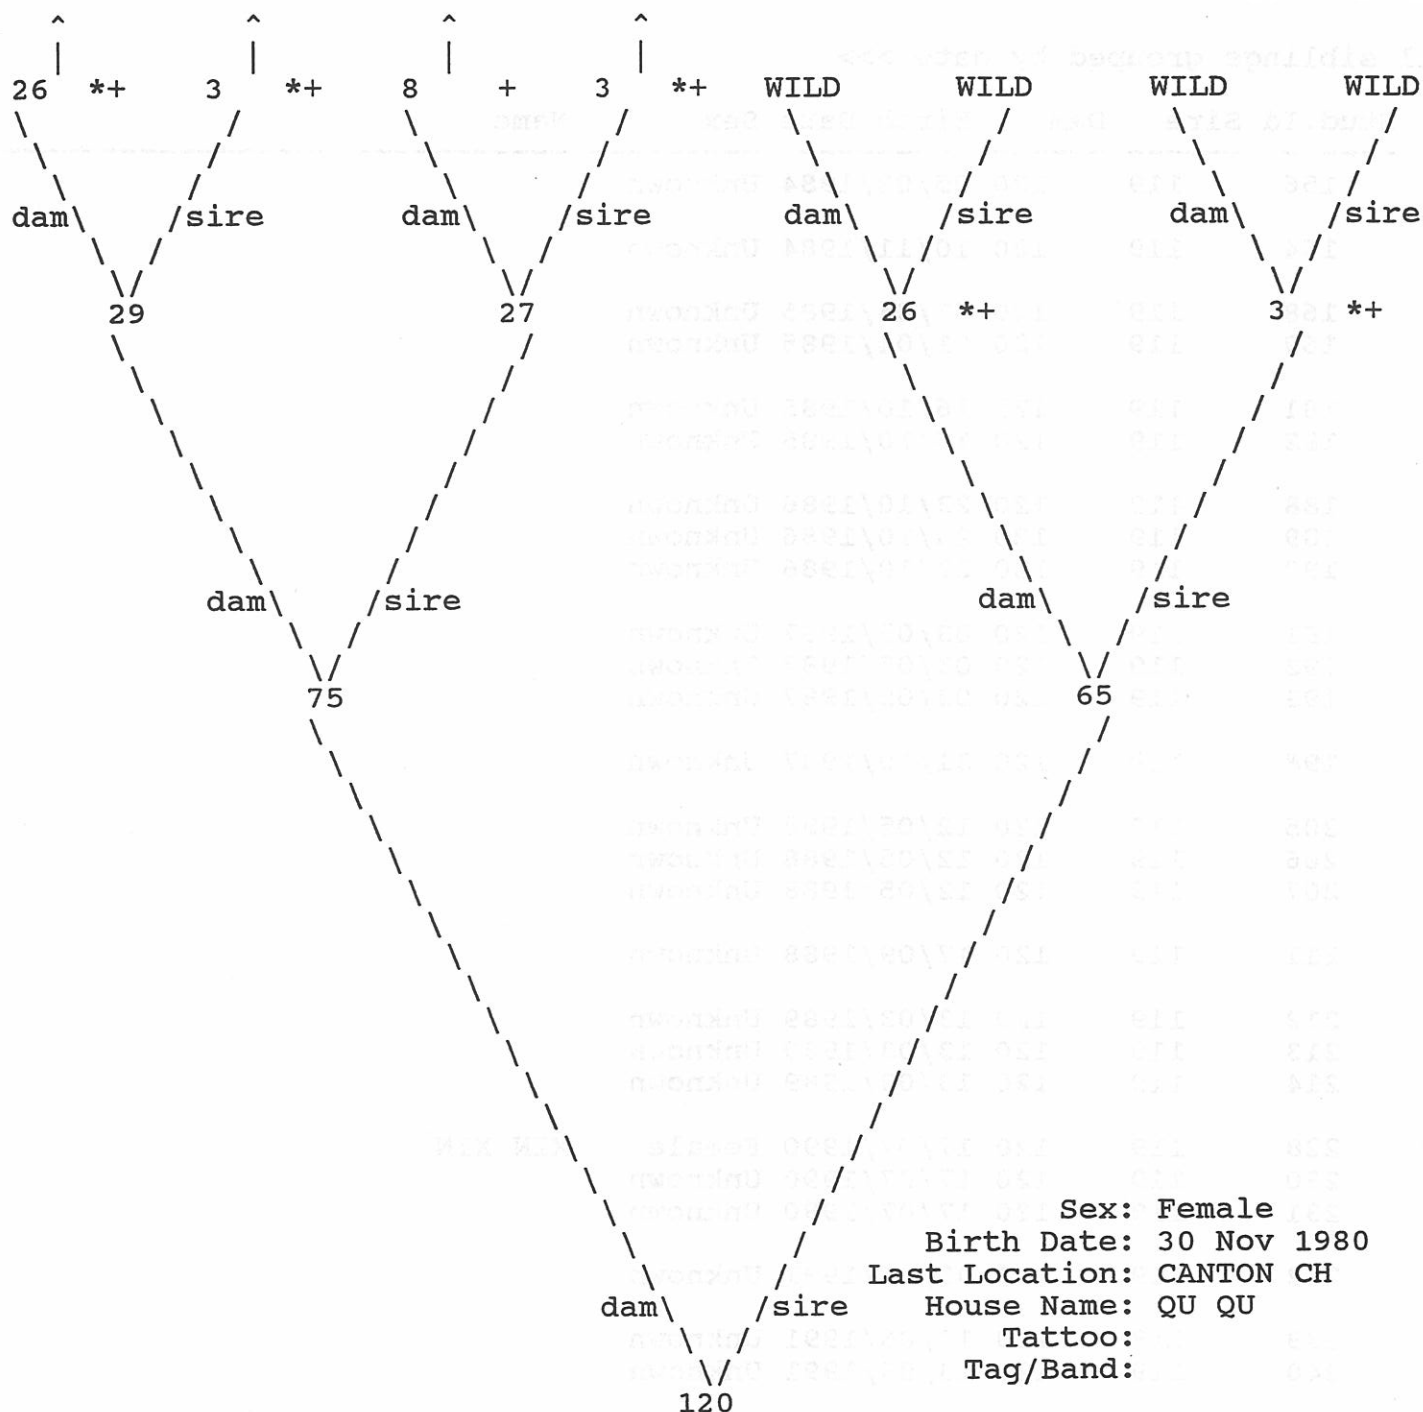 26 *+ 3 *+ 8 + 3 *+ WILD WILD WILD WILD
dam /sire dam /sire dam /sire dam /sire
29 27 26 *+ 3 *+
dam /sire dam /sire
75 65
Sex: Female
Birth Date: 30 Nov 1980
Last Location: CANTON CH
dam /sire House Name: QU QU
Tattoo:
Tag/Band:
120